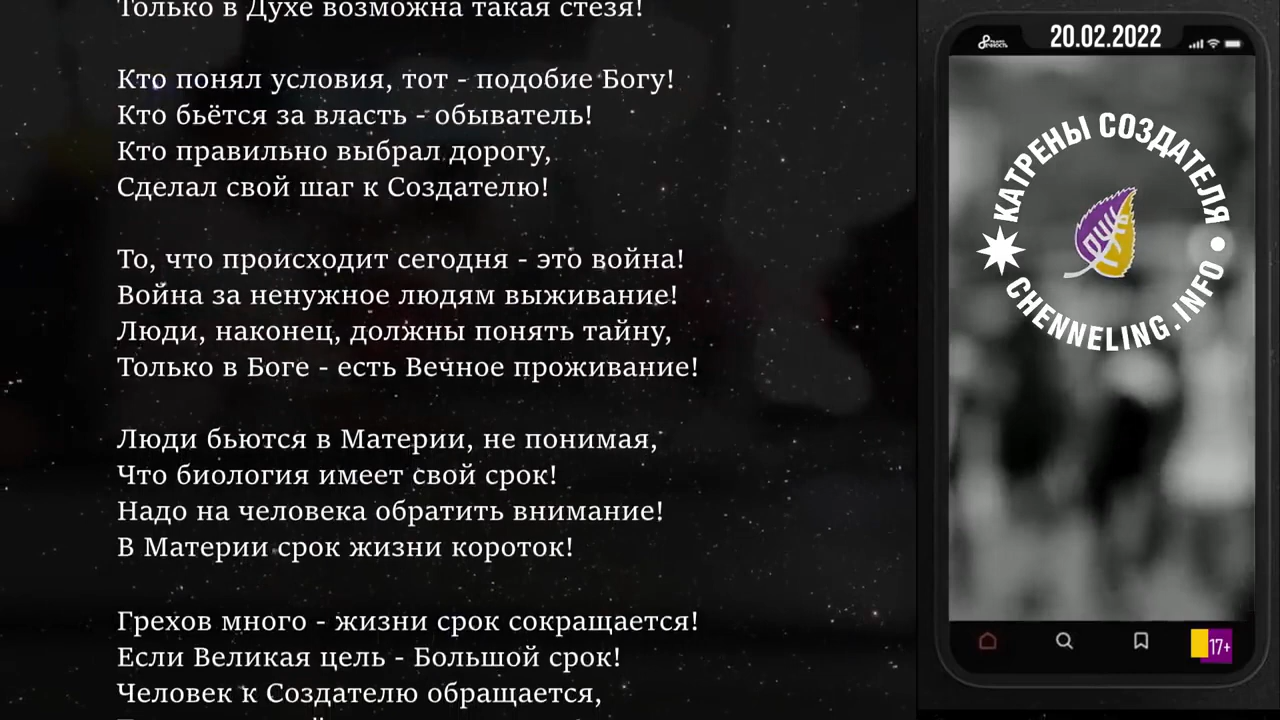 Только в Духе возможна такая стезя!
Кто понял условия, тот - подобие Богу!
Кто бьётся за власть - обыватель!
Кто правильно выбрал дорогу,
Сделал свой шаг к Создателю!
То, что происходит сегодня - это война!
Война за ненужное людям выживание!
Люди, наконец, должны понять тайну,
Только в Боге - есть Вечное проживание!
Люди бьются в Материи, не понимая,
Что биология имеет свой срок!
Надо на человека обратить внимание!
В Материи срок жизни короток!
Грехов много - жизни срок сокращается!
Если Великая цель - Большой срок!
Человек к Создателю обращается,
20.02.2022
КАТРЕНЫ СОЗДАТЕЛЯ
CHENNELING.INFO
17+